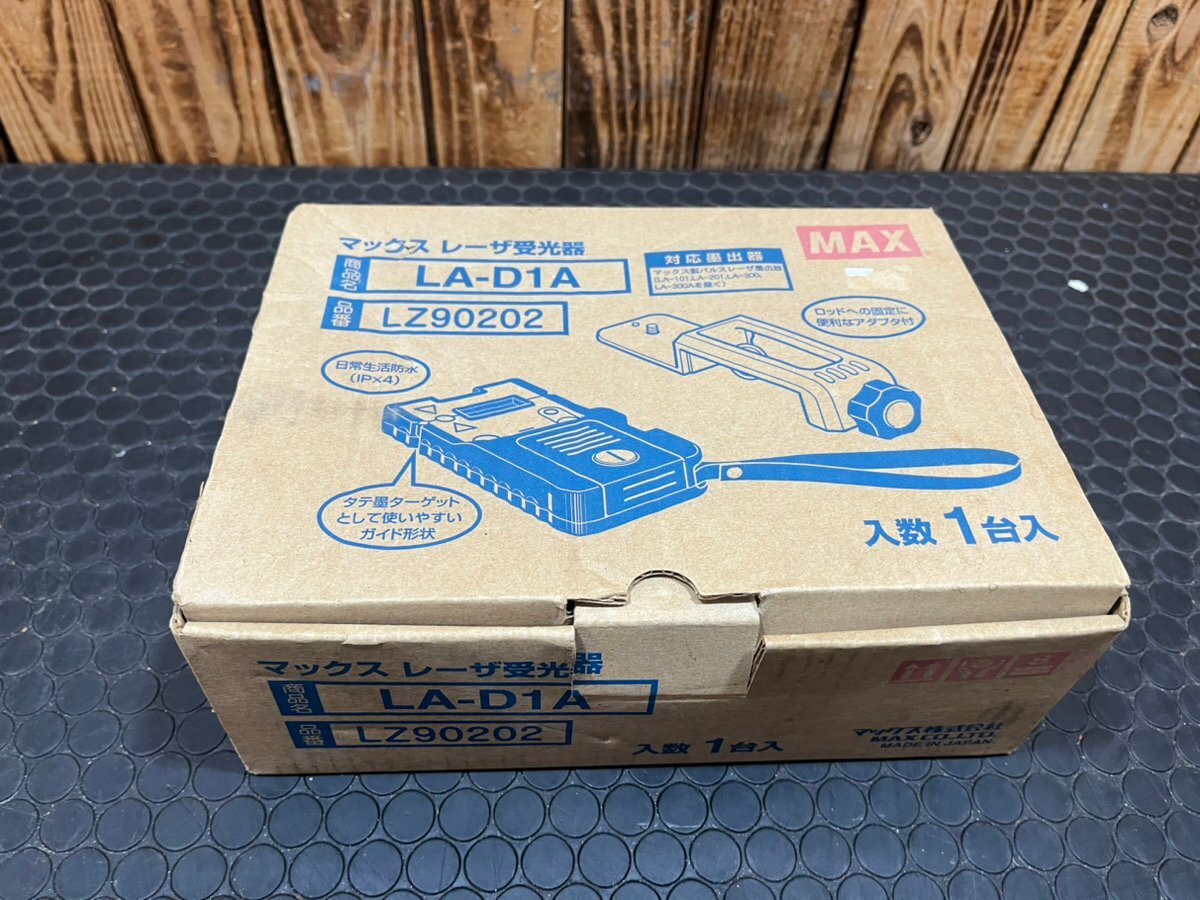 マックス レーザ受光器
MAX
商品名 LA-D1A
品番 LZ90202
対応墨出器
マックス製パルスレーザ墨出器
(LA-101,LA-201,LA-300,
LA-300Aを除く)
ロッドへの固定に
便利なアダプタ付
日常生活防水
(IP×4)
タテ墨ターゲット
として使いやすい
ガイド形状
入数 1台入
マックス レーザ受光器
商品名 LA-D1A
品番 LZ90202
入数 1台入
マックス株式会社
MAX CO.,LTD.
MADE IN JAPAN